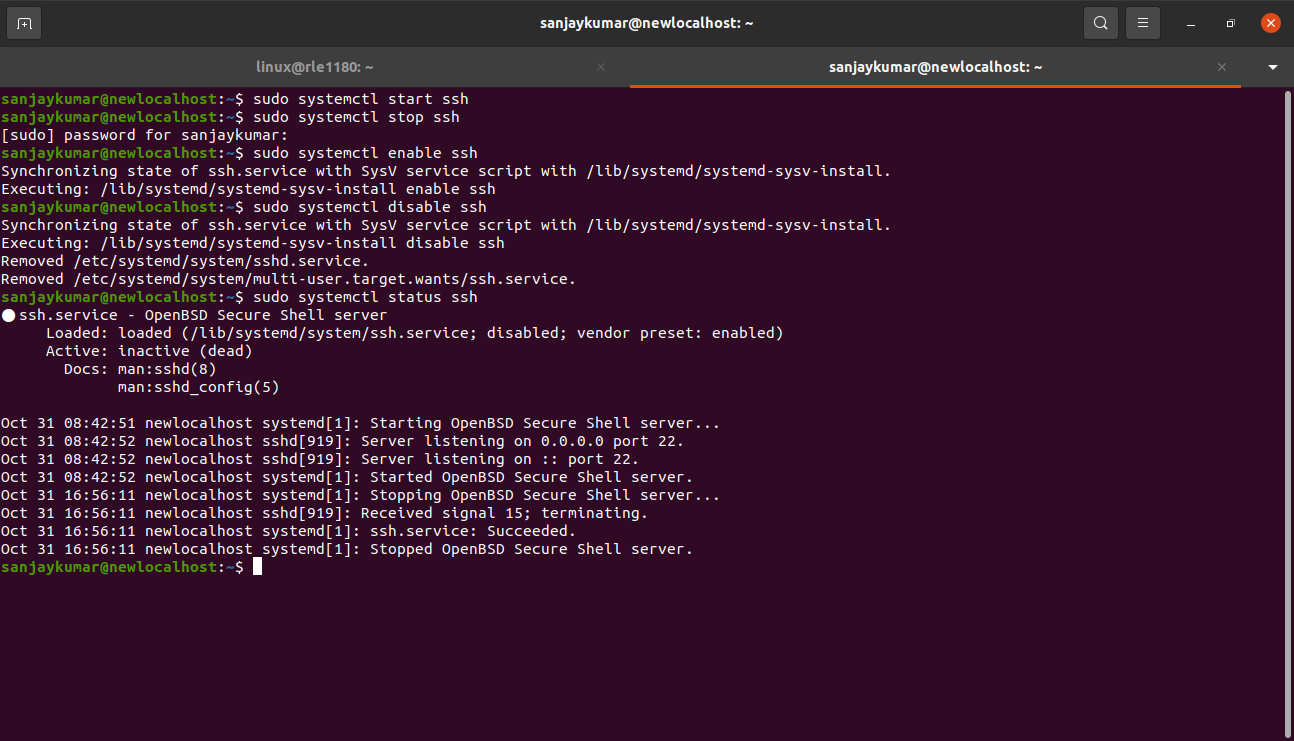 sanjaykumar@newlocalhost: ~
linux@rle1180: ~
sanjaykumar@newlocalhost: ~
sanjaykumar@newlocalhost:~$ sudo systemctl start ssh
sanjaykumar@newlocalhost:~$ sudo systemctl stop ssh
[sudo] password for sanjaykumar:
sanjaykumar@newlocalhost:~$ sudo systemctl enable ssh
Synchronizing state of ssh.service with SysV service script with /lib/systemd/systemd-sysv-install.
Executing: /lib/systemd/systemd-sysv-install enable ssh
sanjaykumar@newlocalhost:~$ sudo systemctl disable ssh
Synchronizing state of ssh.service with SysV service script with /lib/systemd/systemd-sysv-install.
Executing: /lib/systemd/systemd-sysv-install disable ssh
Removed /etc/systemd/system/sshd.service.
Removed /etc/systemd/system/multi-user.target.wants/ssh.service.
sanjaykumar@newlocalhost:~$ sudo systemctl status ssh
● ssh.service - OpenBSD Secure Shell server
     Loaded: loaded (/lib/systemd/system/ssh.service; disabled; vendor preset: enabled)
     Active: inactive (dead)
       Docs: man:sshd(8)
             man:sshd_config(5)

Oct 31 08:42:51 newlocalhost systemd[1]: Starting OpenBSD Secure Shell server...
Oct 31 08:42:52 newlocalhost sshd[919]: Server listening on 0.0.0.0 port 22.
Oct 31 08:42:52 newlocalhost sshd[919]: Server listening on :: port 22.
Oct 31 08:42:52 newlocalhost systemd[1]: Started OpenBSD Secure Shell server.
Oct 31 16:56:11 newlocalhost systemd[1]: Stopping OpenBSD Secure Shell server...
Oct 31 16:56:11 newlocalhost sshd[919]: Received signal 15; terminating.
Oct 31 16:56:11 newlocalhost systemd[1]: ssh.service: Succeeded.
Oct 31 16:56:11 newlocalhost systemd[1]: Stopped OpenBSD Secure Shell server.
sanjaykumar@newlocalhost:~$